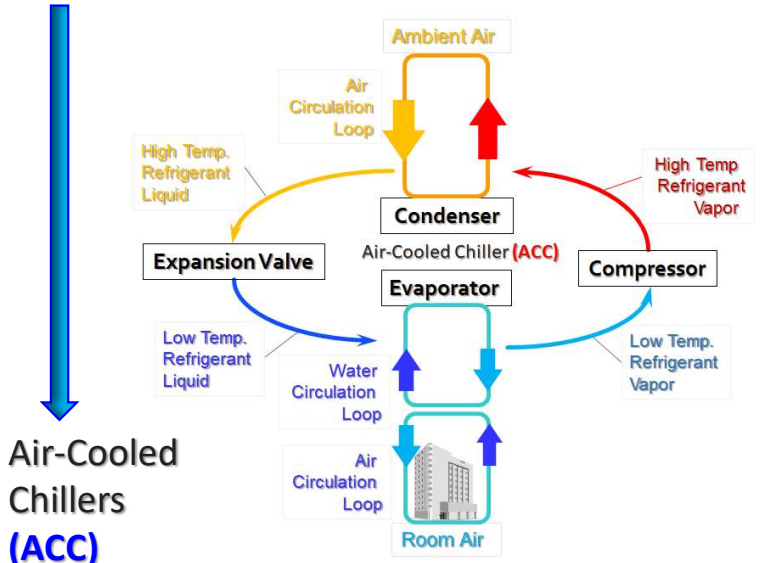 Ambient Air
Air
Circulation
Loop
High Temp.
Refrigerant
Liquid
High Temp
Refrigerant
Vapor
Condenser
Air-Cooled Chiller (ACC)
Expansion Valve
Compressor
Evaporator
Low Temp.
Refrigerant
Liquid
Water
Circulation
Loop
Low Temp.
Refrigerant
Vapor
Air
Circulation
Loop
Room Air
Air-Cooled
Chillers
(ACC)